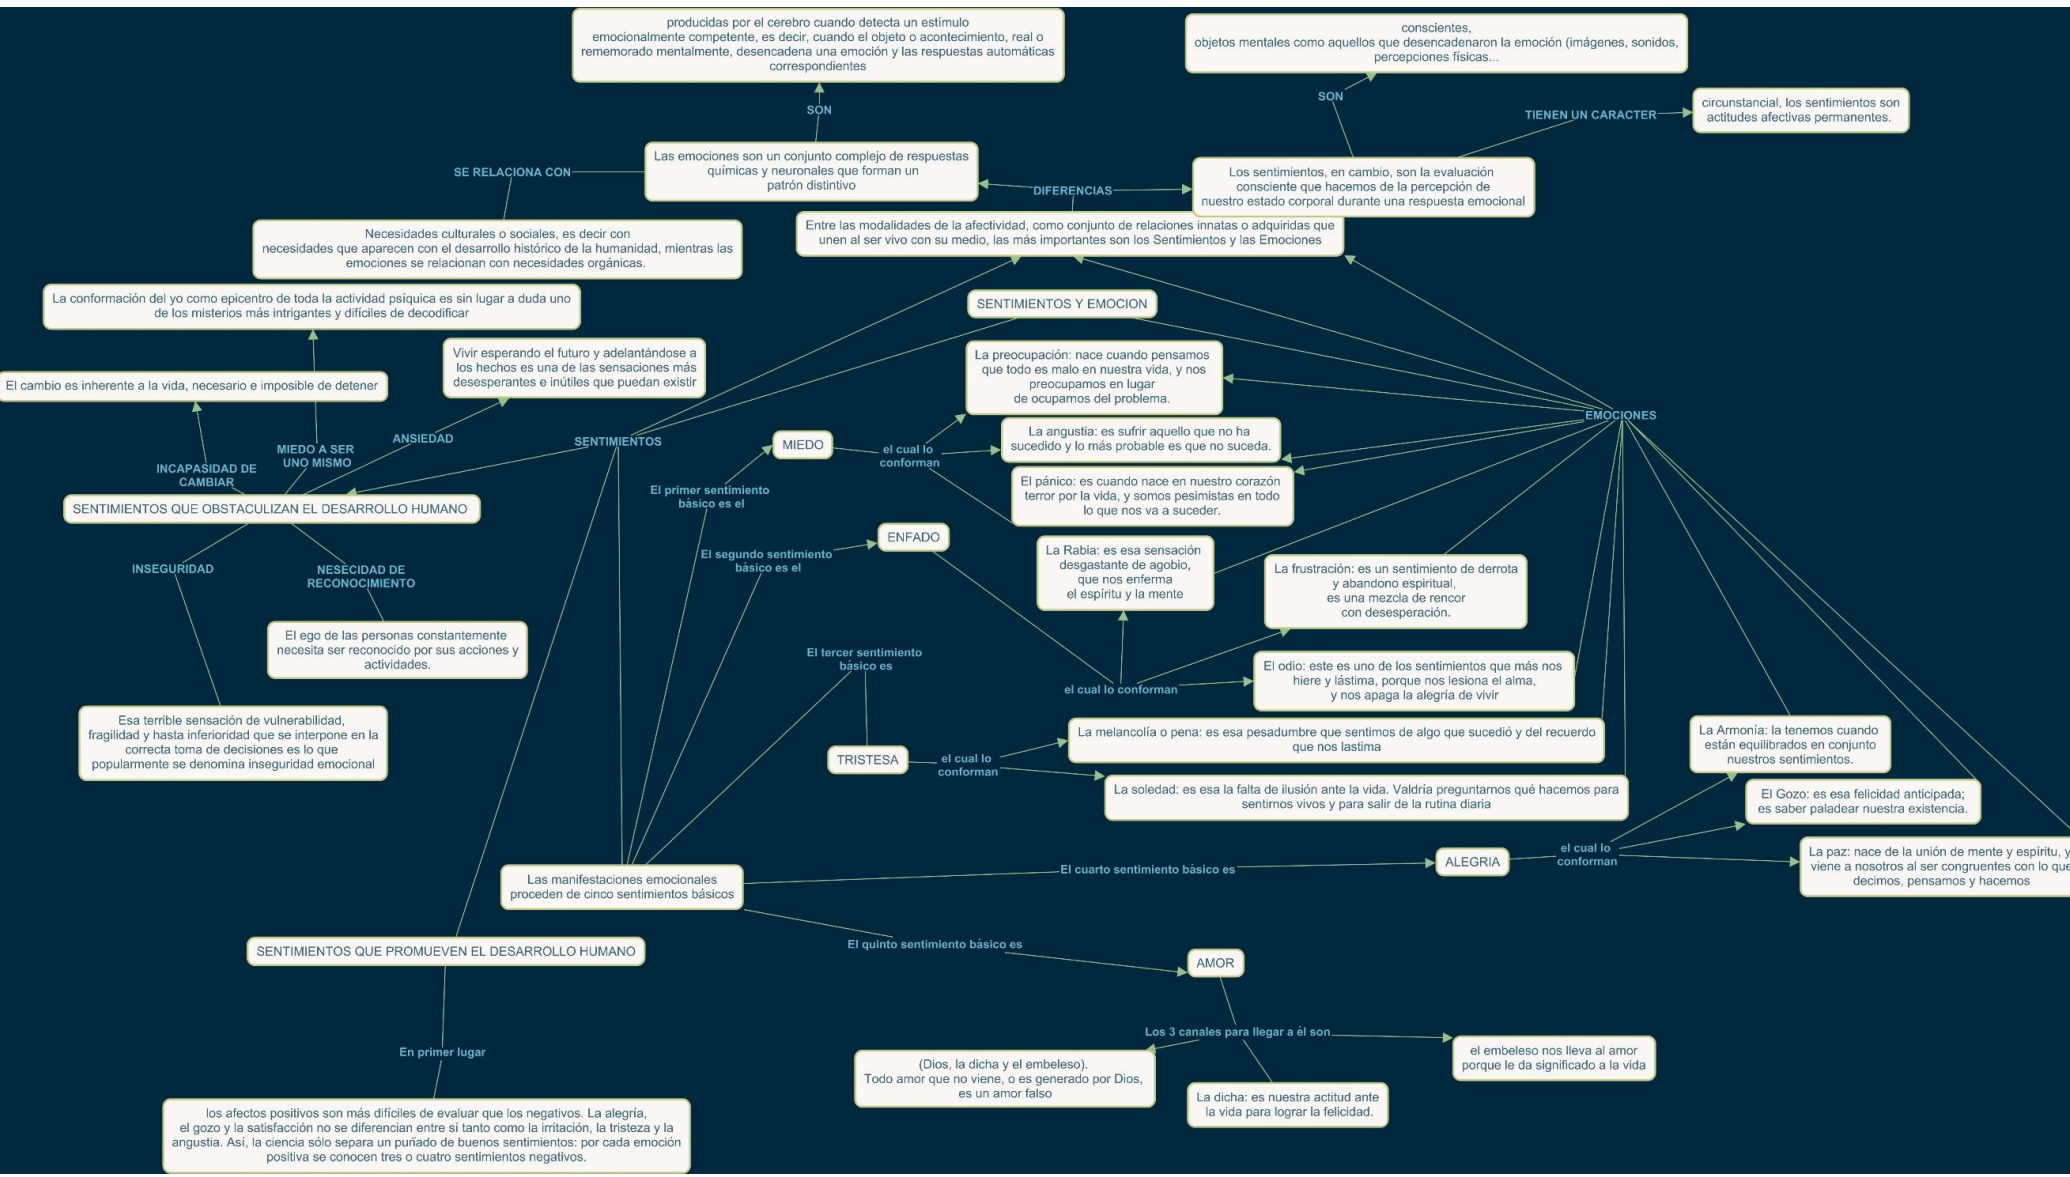 producidas por el cerebro cuando detecta un estímulo
emocionalmente competente, es decir, cuando el objeto o acontecimiento, real o
rememorado mentalmente, desencadena una emoción y las respuestas automáticas
correspondientes
conscientes,
objetos mentales como aquellos que desencadenaron la emoción (imágenes, sonidos,
percepciones físicas...
SON
SON
TIENEN UN CARACTER
circunstancial, los sentimientos son
actitudes afectivas permanentes.
SE RELACIONA CON
Las emociones son un conjunto complejo de respuestas
químicas y neuronales que forman un
patrón distintivo
DIFERENCIAS
Los sentimientos, en cambio, son la evaluación
consciente que hacemos de la percepción de
nuestro estado corporal durante una respuesta emocional
Necesidades culturales o sociales, es decir con
necesidades que aparecen con el desarrollo histórico de la humanidad, mientras las
emociones se relacionan con necesidades orgánicas.
Entre las modalidades de la afectividad, como conjunto de relaciones innatas o adquiridas que
unen al ser vivo con su medio, las más importantes son los Sentimientos y las Emociones
La conformación del yo como epicentro de toda la actividad psíquica es sin lugar a duda uno
de los misterios más intrigantes y difíciles de decodificar
SENTIMIENTOS Y EMOCION
Vivir esperando el futuro y adelantándose a
los hechos es una de las sensaciones más
desesperantes e inútiles que puedan existir
El cambio es inherente a la vida, necesario e imposible de detener
La preocupación: nace cuando pensamos
que todo es malo en nuestra vida, y nos
preocupamos en lugar
de ocuparnos del problema.
EMOCIONES
MIEDO A SER
UNO MISMO
ANSIEDAD
SENTIMIENTOS
MIEDO
el cual lo
conforman
La angustia: es sufrir aquello que no ha
sucedido y lo más probable es que no suceda.
INCAPASIDAD DE
CAMBIAR
El pánico: es cuando nace en nuestro corazón
terror por la vida, y somos pesimistas en todo
lo que nos va a suceder.
El primer sentimiento
básico es el
SENTIMIENTOS QUE OBSTACULIZAN EL DESARROLLO HUMANO
El segundo sentimiento
básico es el
ENFADO
La Rabia: es esa sensación
desgastante de agobio,
que nos enferma
el espíritu y la mente
La frustración: es un sentimiento de derrota
y abandono espiritual,
es una mezcla de rencor
con desesperación.
INSEGURIDAD
NESECIDAD DE
RECONOCIMIENTO
El ego de las personas constantemente
necesita ser reconocido por sus acciones y
actividades.
El tercer sentimiento
básico es
el cual lo conforman
El odio: este es uno de los sentimientos que más nos
hiere y lástima, porque nos lesiona el alma,
y nos apaga la alegría de vivir
Esa terrible sensación de vulnerabilidad,
fragilidad y hasta inferioridad que se interpone en la
correcta toma de decisiones es lo que
popularmente se denomina inseguridad emocional
TRISTESA
el cual lo
conforman
La melancolía o pena: es esa pesadumbre que sentimos de algo que sucedió y del recuerdo
que nos lastima
La soledad: es esa la falta de ilusión ante la vida. Valdría preguntarnos qué hacemos para
sentirnos vivos y para salir de la rutina diaria
La Armonía: la tenemos cuando
están equilibrados en conjunto
nuestros sentimientos.
El Gozo: es esa felicidad anticipada;
es saber paladear nuestra existencia.
Las manifestaciones emocionales
proceden de cinco sentimientos básicos
El cuarto sentimiento básico es
ALEGRIA
el cual lo
conforman
La paz: nace de la unión de mente y espíritu, y
viene a nosotros al ser congruentes con lo que
decimos, pensamos y hacemos
SENTIMIENTOS QUE PROMUEVEN EL DESARROLLO HUMANO
El quinto sentimiento básico es
AMOR
En primer lugar
Los 3 canales para llegar a él son
(Dios, la dicha y el embeleso).
Todo amor que no viene, o es generado por Dios,
es un amor falso
La dicha: es nuestra actitud ante
la vida para lograr la felicidad.
el embeleso nos lleva al amor
porque le da significado a la vida
los afectos positivos son más difíciles de evaluar que los negativos. La alegría,
el gozo y la satisfacción no se diferencian entre sí tanto como la irritación, la tristeza y la
angustia. Así, la ciencia sólo separa un puñado de buenos sentimientos: por cada emoción
positiva se conocen tres o cuatro sentimientos negativos.